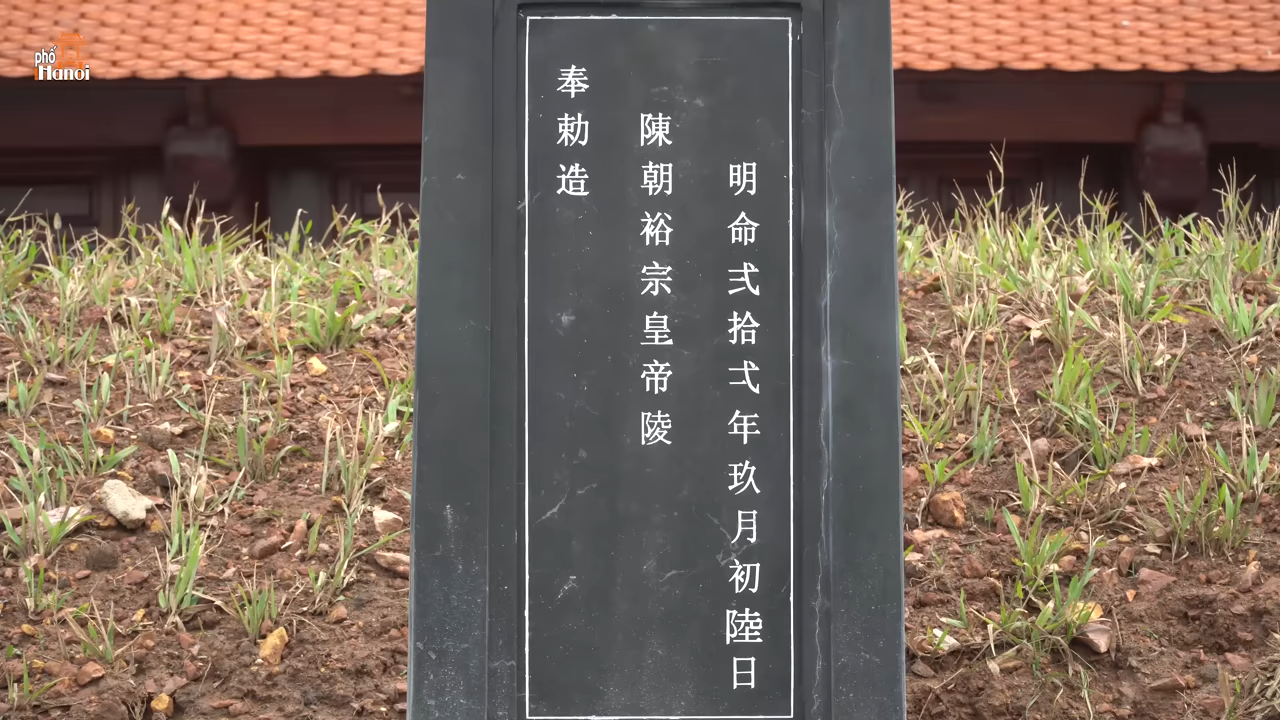 明命弍拾弌年玖月初陸日
陳朝裕宗皇帝陵
奉勅造
phố
Hanoi